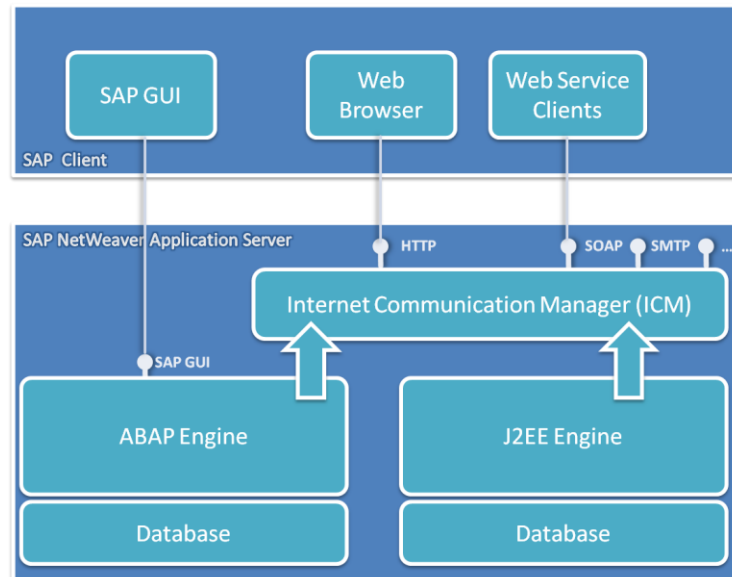 SAP GUI
Web
Browser
Web Service
Clients
SAP Client
SAP NetWeaver Application Server
HTTP
SOAP
SMTP
...
Internet Communication Manager (ICM)
SAP GUI
ABAP Engine
J2EE Engine
Database
Database